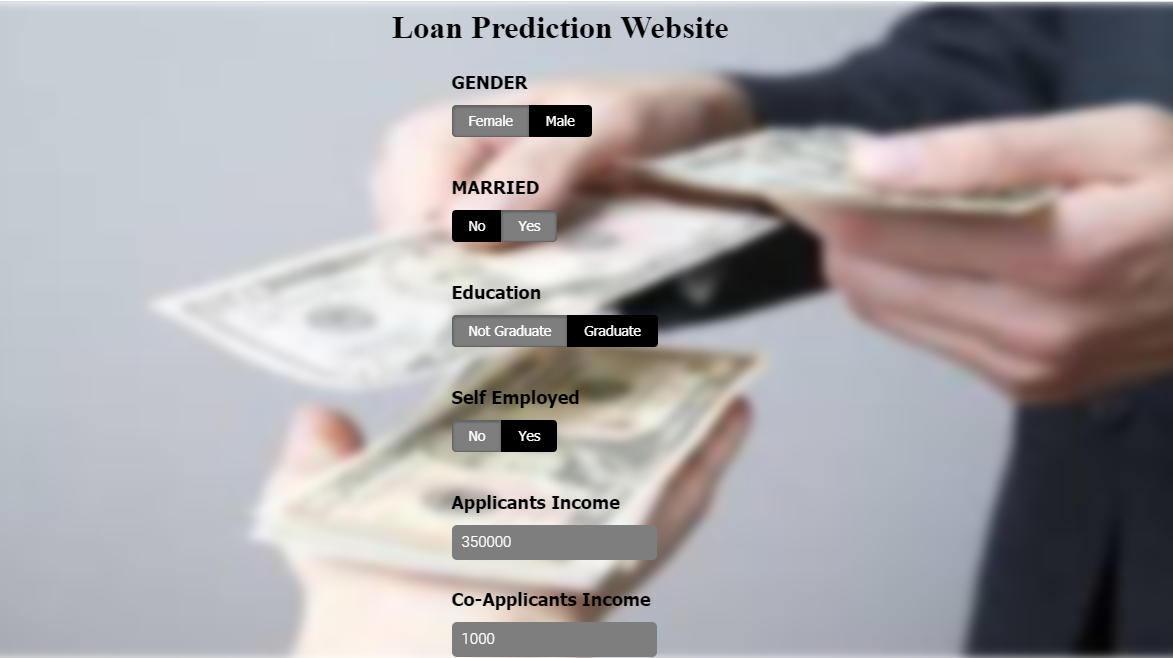 Loan Prediction Website
GENDER
Female Male
MARRIED
No Yes
Education
Not Graduate Graduate
Self Employed
No Yes
Applicants Income
350000
Co-Applicants Income
1000